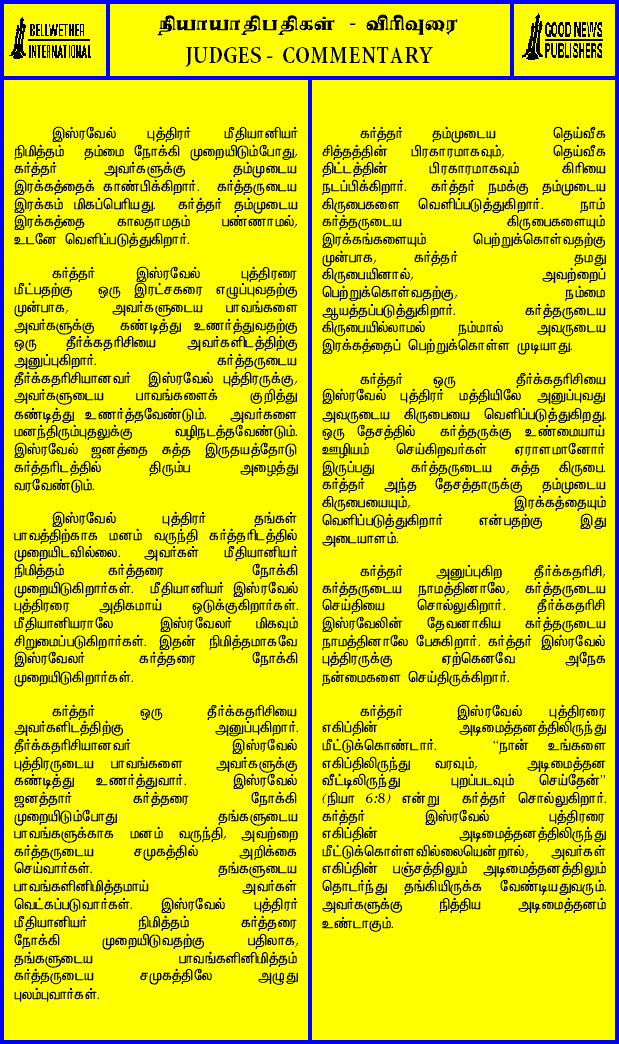 BELLWETHER
INTERNATIONAL
நியாயாதிபதிகள் - விரிவுரை
JUDGES - COMMENTARY
GOOD NEWS
PUBLISHERS
இஸ்ரவேல் புத்திரர் மீதியானியர்
நிமித்தம் தம்மை நோக்கி முறையிடும்போது,
கர்த்தர் அவர்களுக்கு தம்முடைய
இரக்கத்தைக் காண்பிக்கிறார். கர்த்தருடைய
இரக்கம் மிகப்பெரியது. கர்த்தர் தம்முடைய
இரக்கத்தை காலதாமதம் பண்ணாமல்,
உடனே வெளிப்படுத்துகிறார்.
கர்த்தர் இஸ்ரவேல் புத்திரரை
மீட்பதற்கு ஒரு இரட்சகரை எழுப்புவதற்கு
முன்பாக, அவர்களுடைய பாவங்களை
அவர்களுக்கு கண்டித்து உணர்த்துவதற்கு
ஒரு தீர்க்கதரிசியை அவர்களிடத்திற்கு
அனுப்புகிறார். கர்த்தருடைய
தீர்க்கதரிசியானவர் இஸ்ரவேல் புத்திரருக்கு,
அவர்களுடைய பாவங்களைக் குறித்து
கண்டித்து உணர்த்தவேண்டும். அவர்களை
மனந்திரும்புதலுக்கு வழிநடத்தவேண்டும்.
இஸ்ரவேல் ஜனத்தை சுத்த இருதயத்தோடு
கர்த்தரிடத்தில் திரும்ப அழைத்து
வரவேண்டும்.
இஸ்ரவேல் புத்திரர் தங்கள்
பாவத்திற்காக மனம் வருந்தி கர்த்தரிடத்தில்
முறையிடவில்லை. அவர்கள் மீதியானியர்
நிமித்தம் கர்த்தரை நோக்கி
முறையிடுகிறார்கள். மீதியானியர் இஸ்ரவேல்
புத்திரரை அதிகமாய் ஒடுக்குகிறார்கள்.
மீதியானியராலே இஸ்ரவேலர் மிகவும்
சிறுமைப்படுகிறார்கள். இதன் நிமித்தமாகவே
இஸ்ரவேலர் கர்த்தரை நோக்கி
முறையிடுகிறார்கள்.
கர்த்தர் ஒரு தீர்க்கதரிசியை
அவர்களிடத்திற்கு அனுப்புகிறார்.
தீர்க்கதரிசியானவர் இஸ்ரவேல்
புத்திரருடைய பாவங்களை அவர்களுக்கு
கண்டித்து உணர்த்துவார். இஸ்ரவேல்
ஜனத்தார் கர்த்தரை நோக்கி
முறையிடும்போது தங்களுடைய
பாவங்களுக்காக மனம் வருந்தி, அவற்றை
கர்த்தருடைய சமுகத்தில் அறிக்கை
செய்வார்கள். தங்களுடைய
பாவங்களினிமித்தமாய் அவர்கள்
வெட்கப்படுவார்கள். இஸ்ரவேல் புத்திரர்
மீதியானியர் நிமித்தம் கர்த்தரை
நோக்கி முறையிடுவதற்கு பதிலாக,
தங்களுடைய பாவங்களினிமித்தம்
கர்த்தருடைய சமுகத்திலே அழுது
புலம்புவார்கள்.
கர்த்தர் தம்முடைய தெய்வீக
சித்தத்தின் பிரகாரமாகவும், தெய்வீக
திட்டத்தின் பிரகாரமாகவும் கிரியை
நடப்பிக்கிறார். கர்த்தர் நமக்கு தம்முடைய
கிருபைகளை வெளிப்படுத்துகிறார். நாம்
கர்த்தருடைய கிருபைகளையும்
இரக்கங்களையும் பெற்றுக்கொள்வதற்கு
முன்பாக, கர்த்தர் தமது
கிருபையினால், அவற்றைப்
பெற்றுக்கொள்வதற்கு, நம்மை
ஆயத்தப்படுத்துகிறார். கர்த்தருடைய
கிருபையில்லாமல் நம்மால் அவருடைய
இரக்கத்தைப் பெற்றுக்கொள்ள முடியாது.
கர்த்தர் ஒரு தீர்க்கதரிசியை
இஸ்ரவேல் புத்திரர் மத்தியிலே அனுப்புவது
அவருடைய கிருபையை வெளிப்படுத்துகிறது.
ஒரு தேசத்தில் கர்த்தருக்கு உண்மையாய்
ஊழியம் செய்கிறவர்கள் ஏராளமானோர்
இருப்பது கர்த்தருடைய சுத்த கிருபை.
கர்த்தர் அந்த தேசத்தாருக்கு தம்முடைய
கிருபையையும், இரக்கத்தையும்
வெளிப்படுத்துகிறார் என்பதற்கு இது
அடையாளம்.
கர்த்தர் அனுப்புகிற தீர்க்கதரிசி,
கர்த்தருடைய நாமத்தினாலே, கர்த்தருடைய
செய்தியை சொல்லுகிறார். தீர்க்கதரிசி
இஸ்ரவேலின் தேவனாகிய கர்த்தருடைய
நாமத்தினாலே பேசுகிறார். கர்த்தர் இஸ்ரவேல்
புத்திரருக்கு ஏற்கெனவே அநேக
நன்மைகளை செய்திருக்கிறார்.
கர்த்தர் இஸ்ரவேல் புத்திரரை
எகிப்தின் அடிமைத்தனத்திலிருந்து
மீட்டுக்கொண்டார். "நான் உங்களை
எகிப்திலிருந்து வரவும், அடிமைத்தன
வீட்டிலிருந்து புறப்படவும் செய்தேன்"
(நியா 6:8) என்று கர்த்தர் சொல்லுகிறார்.
கர்த்தர் இஸ்ரவேல் புத்திரரை
எகிப்தின் அடிமைத்தனத்திலிருந்து
மீட்டுக்கொள்ளவில்லையென்றால், அவர்கள்
எகிப்தின் பஞ்சத்திலும் அடிமைத்தனத்திலும்
தொடர்ந்து தங்கியிருக்க வேண்டியதுவரும்.
அவர்களுக்கு நித்திய அடிமைத்தனம்
உண்டாகும்.